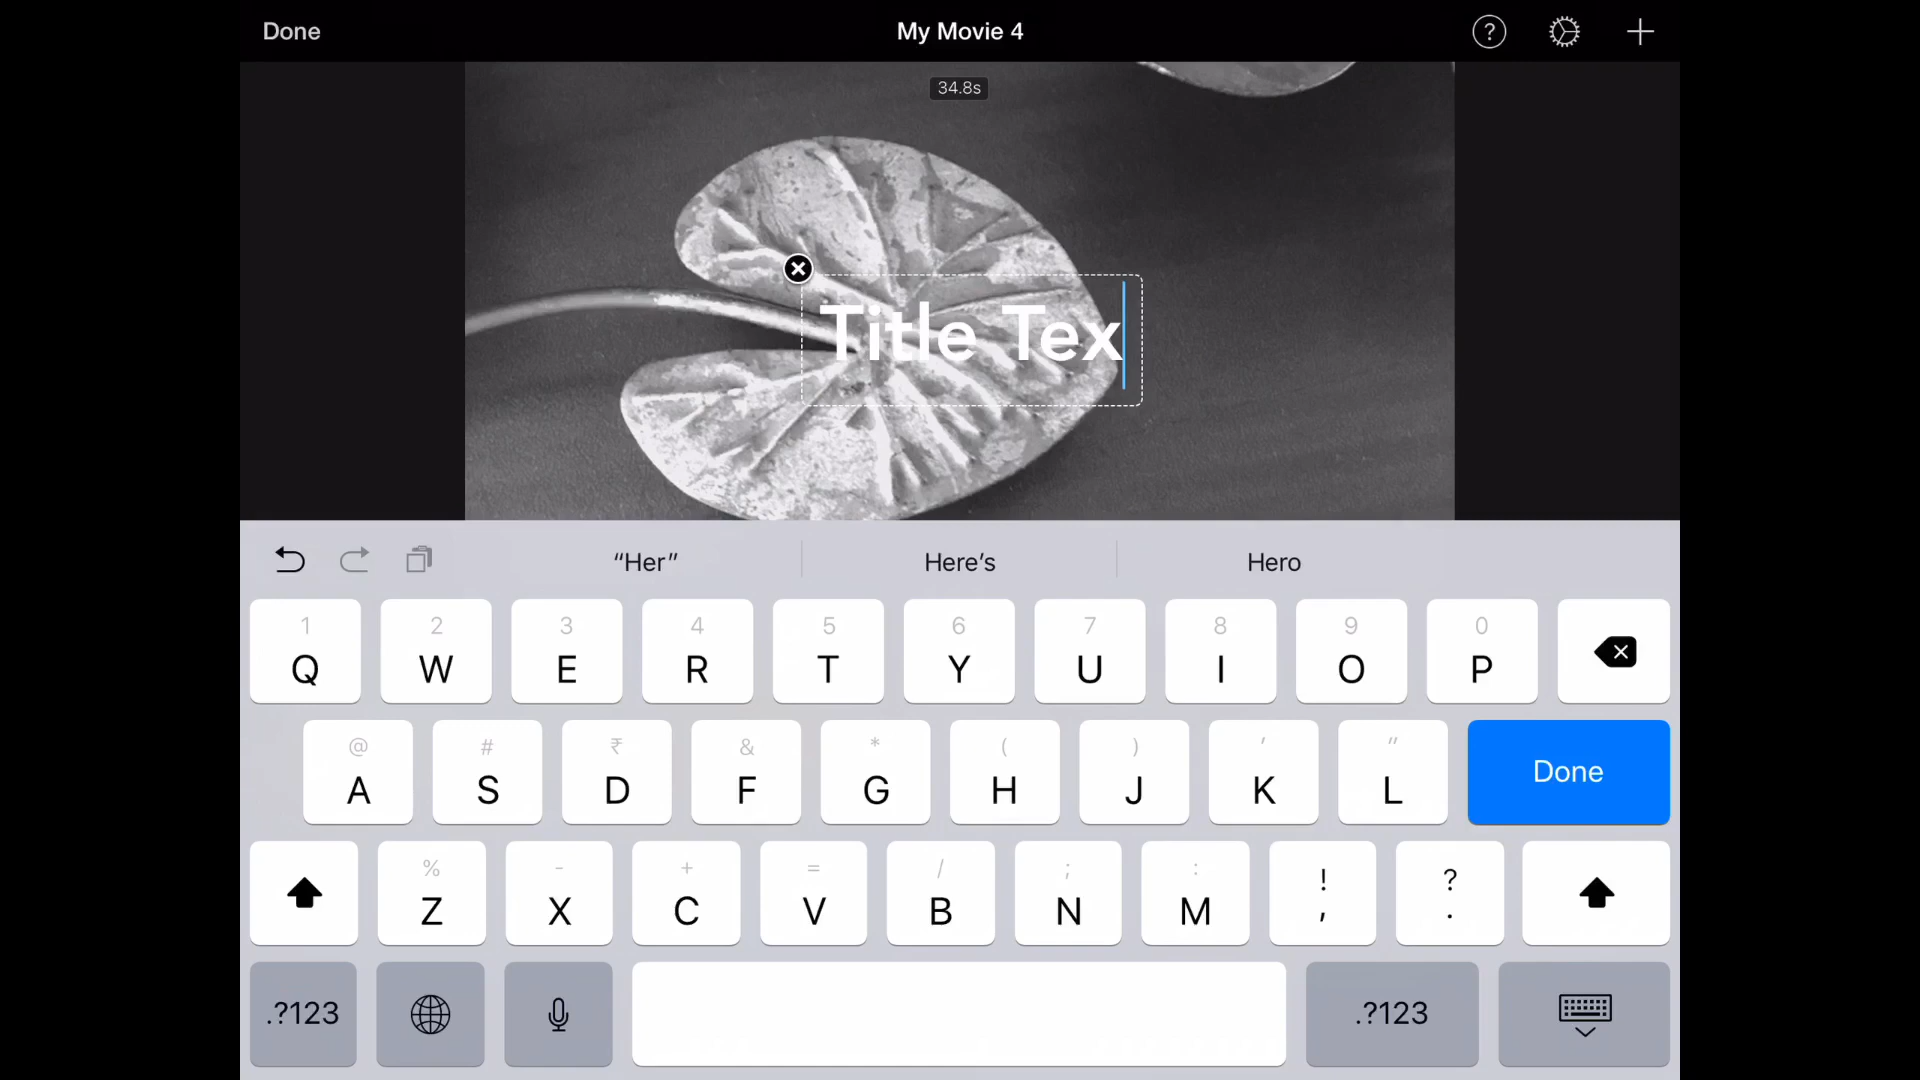 Done My Movie 4 ?
34.8s
Title Tex
“Her” Here’s Hero
1 2 3 4 5 6 7 8 9 0
Q W E R T Y U I O P
@ # ₹ & * ( ) ' "
A S D F G H J K L Done
% - + = / ; : ! ?
Z X C V B N M , .
.?123 .?123